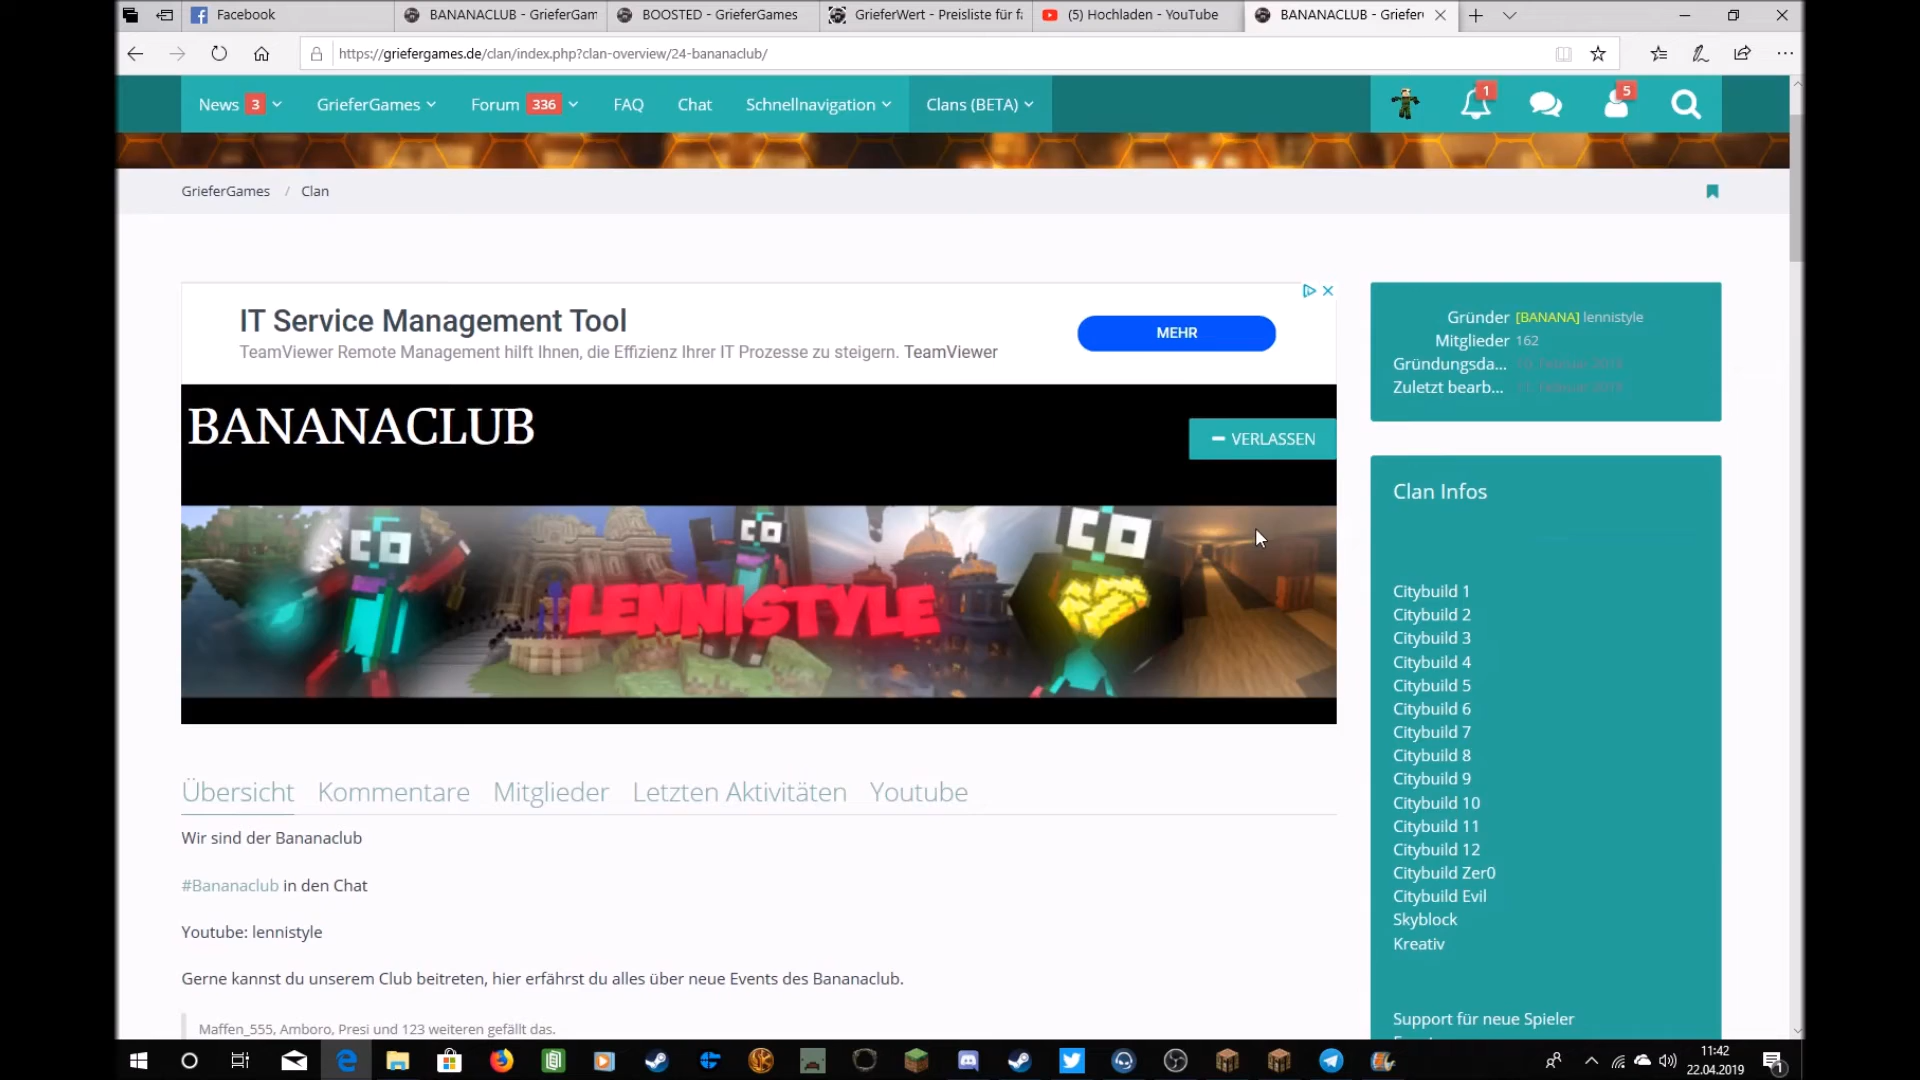 Facebook
BANANACLUB - GrieferGam
BOOSTED - GrieferGames
GrieferWert - Preisliste für fa
(5) Hochladen - YouTube
BANANACLUB - Griefer
https://griefergames.de/clan/index.php?clan-overview/24-bananaclub/
News 3
GrieferGames
Forum 336
FAQ
Chat
Schnellnavigation
Clans (BETA)
1
5
GrieferGames / Clan
IT Service Management Tool
TeamViewer Remote Management hilft Ihnen, die Effizienz Ihrer IT Prozesse zu steigern. TeamViewer
MEHR
BANANACLUB
VERLASSEN
LENNISTYLE
Übersicht
Kommentare
Mitglieder
Letzten Aktivitäten
Youtube
Wir sind der Bananaclub
#Bananaclub in den Chat
Youtube: lennistyle
Gerne kannst du unserem Club beitreten, hier erfährst du alles über neue Events des Bananaclub.
Maffen_555, Amboro, Presi und 123 weiteren gefällt das.
Gründer [BANANA] lennistyle
Mitglieder 162
Gründungsda...
Zuletzt bearb...
Clan Infos
Citybuild 1
Citybuild 2
Citybuild 3
Citybuild 4
Citybuild 5
Citybuild 6
Citybuild 7
Citybuild 8
Citybuild 9
Citybuild 10
Citybuild 11
Citybuild 12
Citybuild Zer0
Citybuild Evil
Skyblock
Kreativ
Support für neue Spieler
11:42
22.04.2019
1